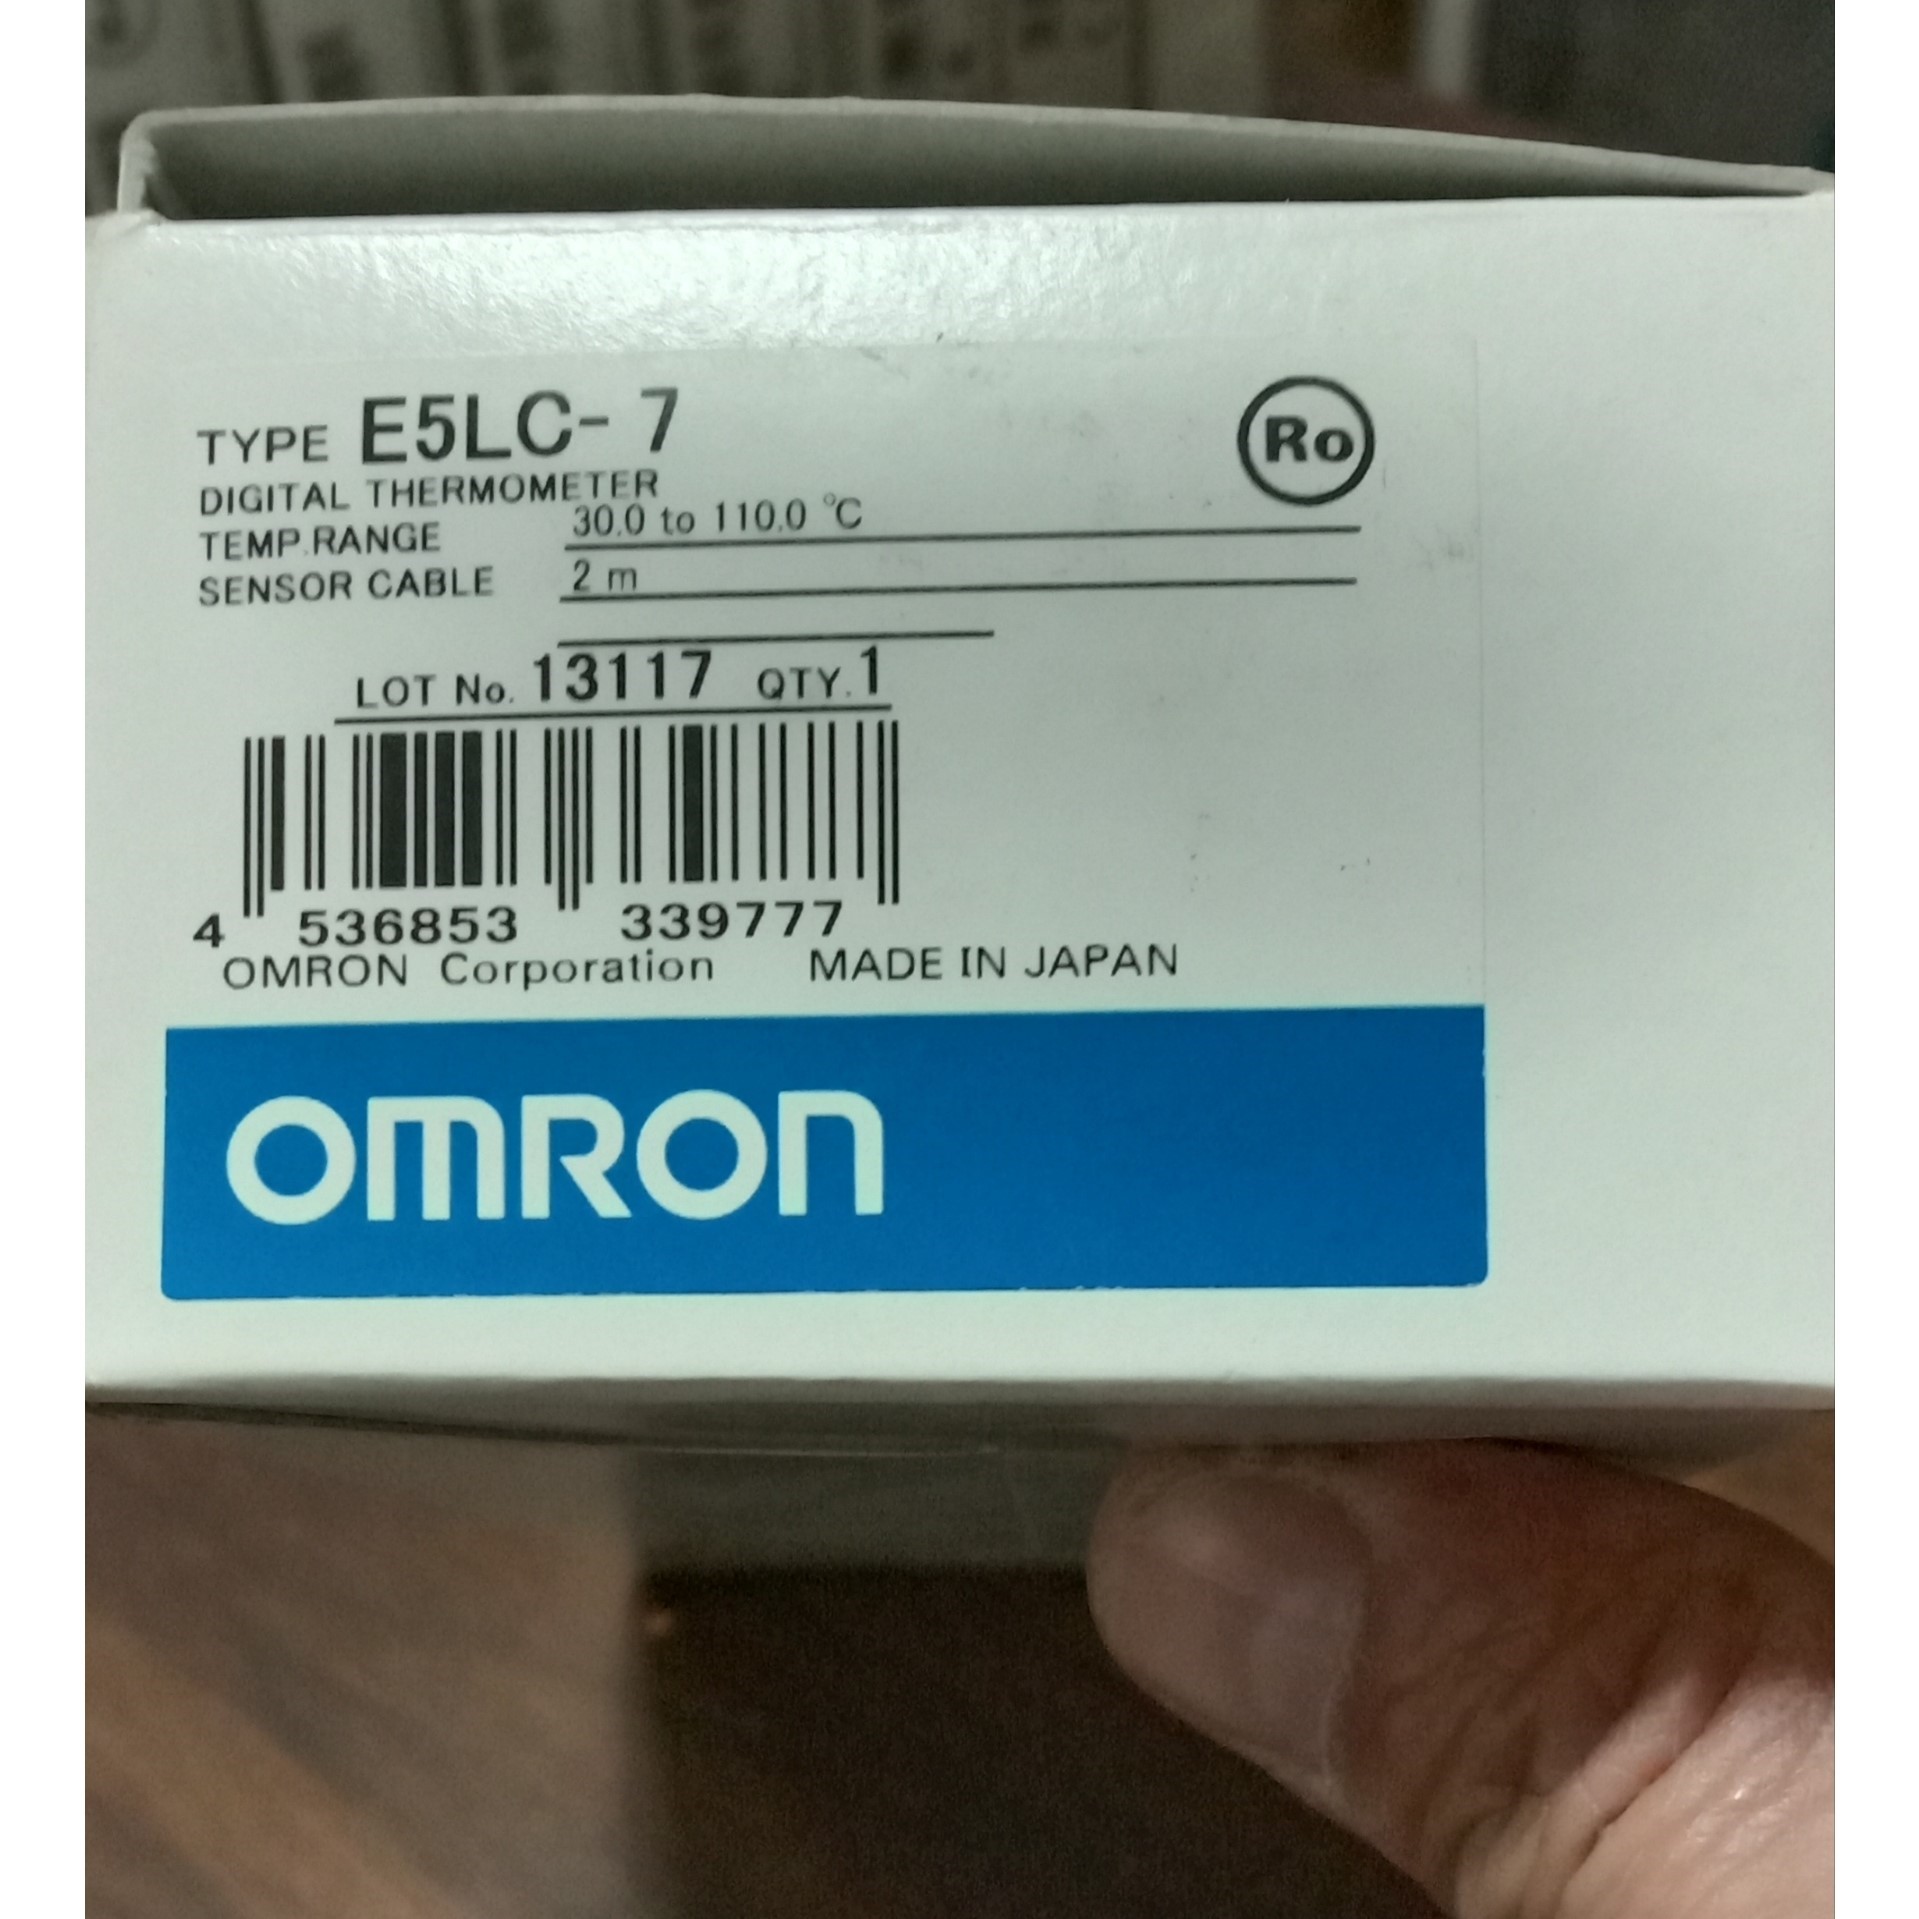 TYPE E5LC-7
Ro
DIGITAL THERMOMETER
TEMP.RANGE 30.0 to 110.0 ℃
SENSOR CABLE 2 m
LOT No. 13117 QTY.1
4 536853 339777
OMRON Corporation MADE IN JAPAN
OMRON